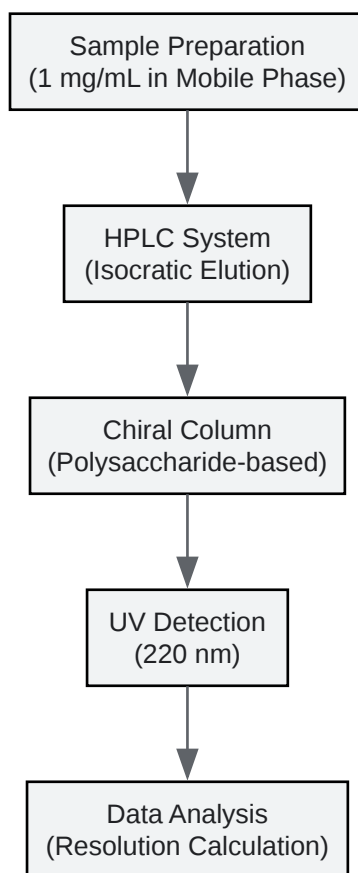 Sample Preparation
(1 mg/mL in Mobile Phase)
HPLC System
(Isocratic Elution)
Chiral Column
(Polysaccharide-based)
UV Detection
(220 nm)
Data Analysis
(Resolution Calculation)